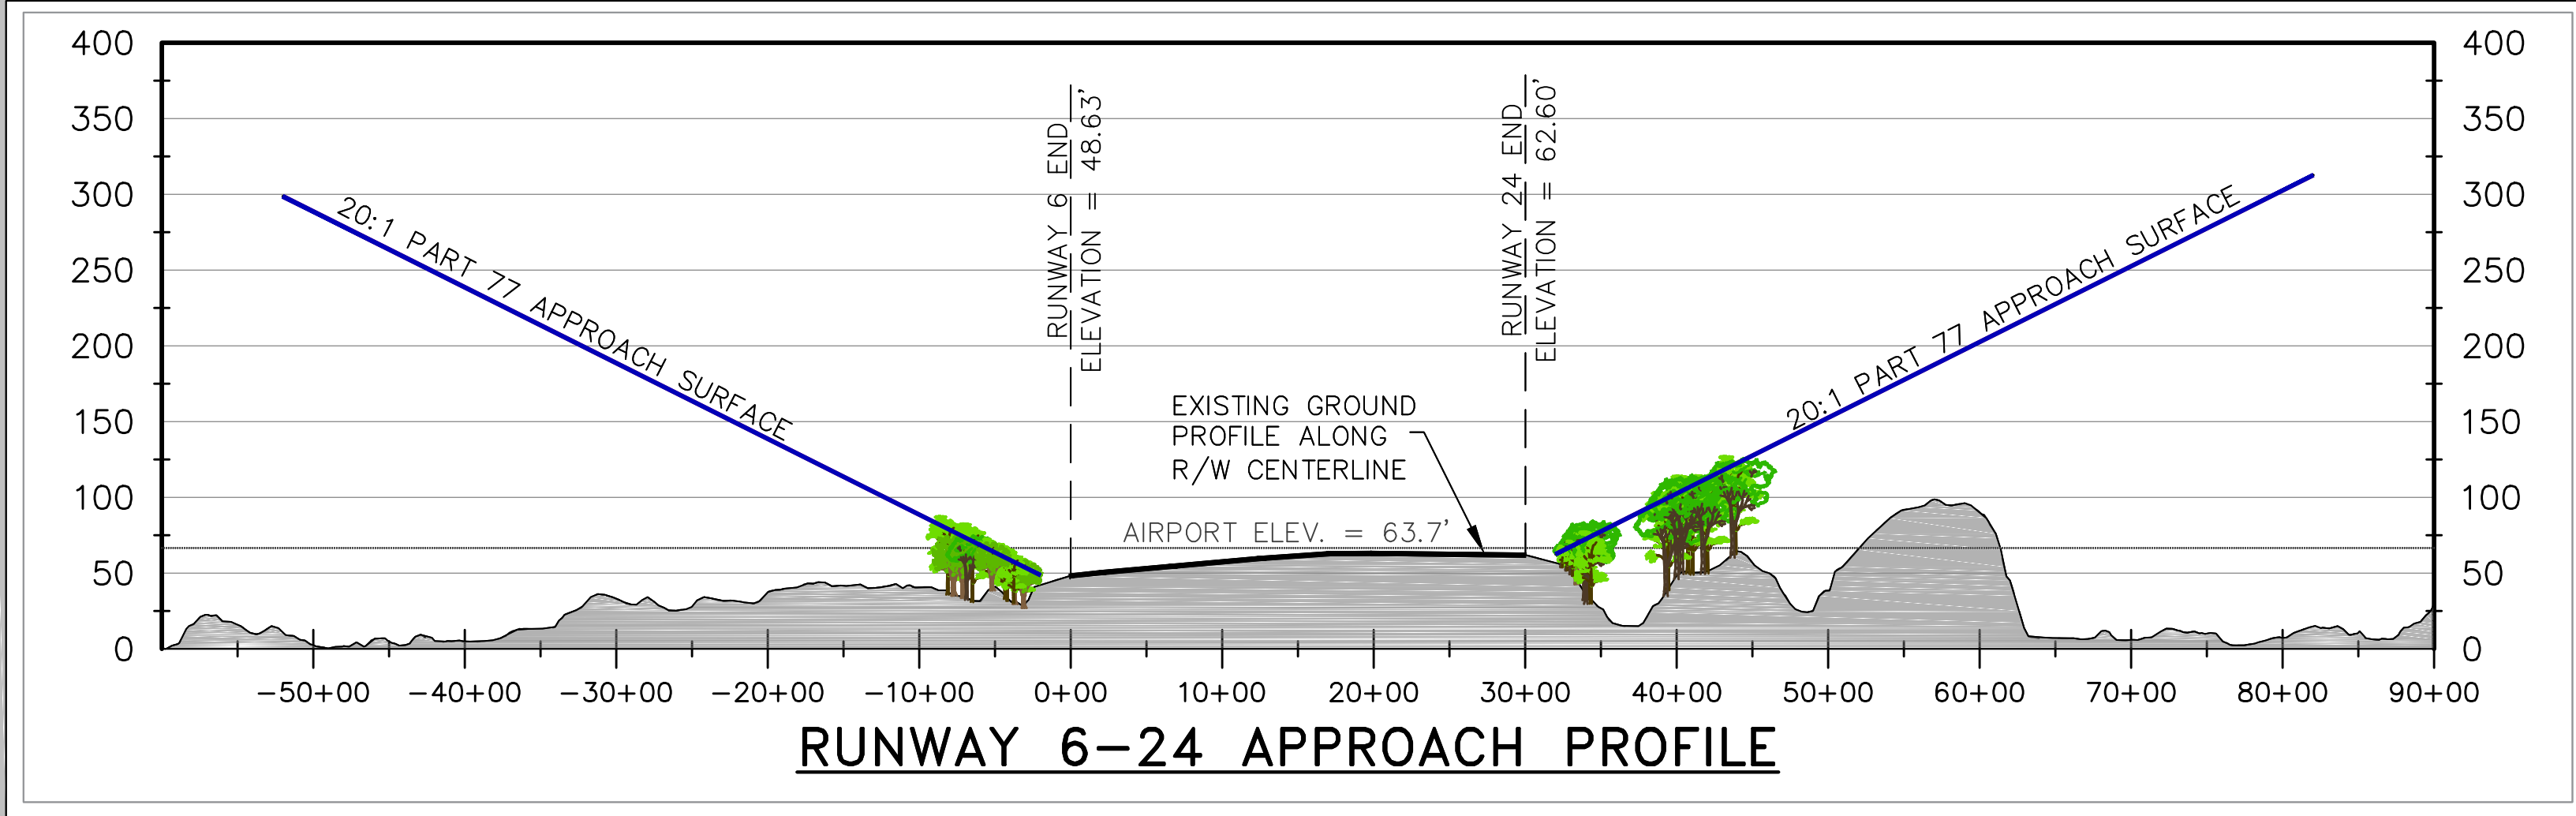 400
350
300
250
200
150
100
50
0
400
350
300
250
200
150
100
50
0
20:1 PART 77 APPROACH SURFACE
RUNWAY 6 END
ELEVATION = 48.63'
EXISTING GROUND
PROFILE ALONG
R/W CENTERLINE
AIRPORT ELEV. = 63.7'
RUNWAY 24 END
ELEVATION = 62.60'
20:1 PART 77 APPROACH SURFACE
-50+00 -40+00 -30+00 -20+00 -10+00 0+00 10+00 20+00 30+00 40+00 50+00 60+00 70+00 80+00 90+00
RUNWAY 6-24 APPROACH PROFILE